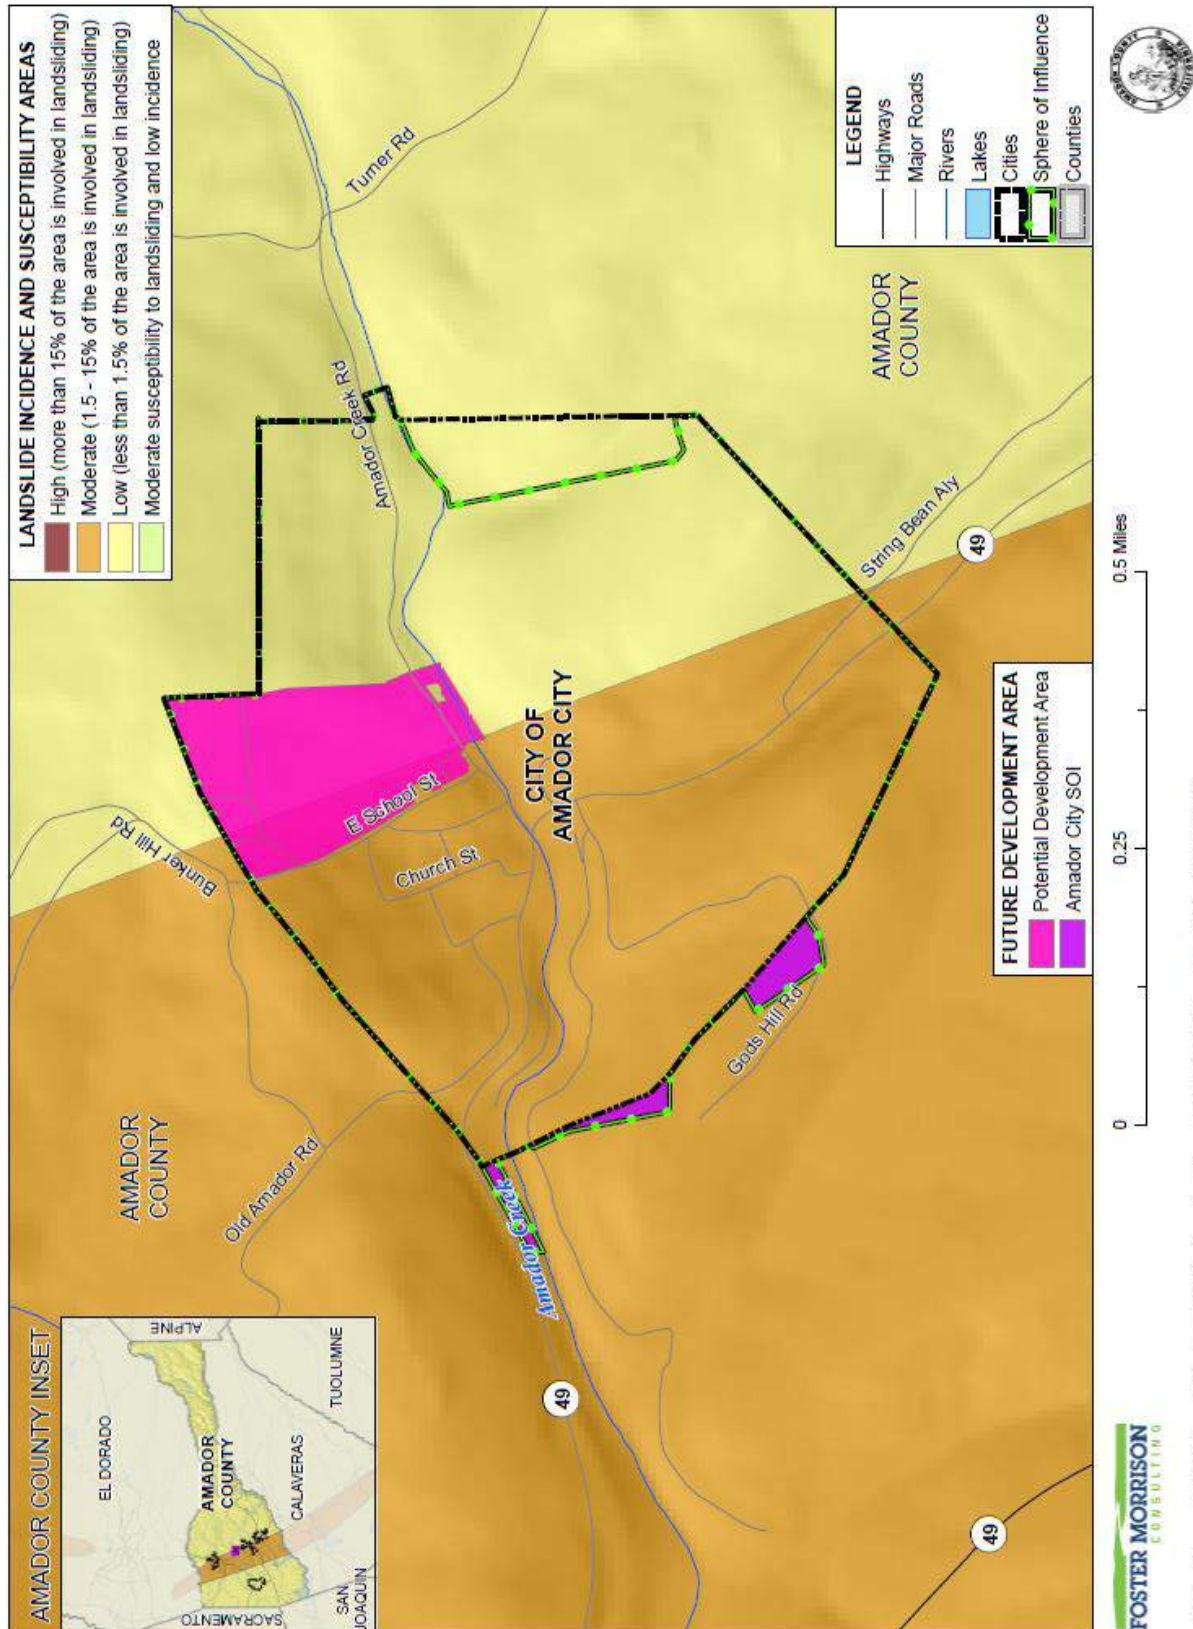 AMADOR COUNTY INSET
EL DORADO
ALPINE
AMADOR
COUNTY
CALAVERAS
TUOLUMNE
SACRAMENTO
SAN
JOAQUIN
LANDSLIDE INCIDENCE AND SUSCEPTIBILITY AREAS
High (more than 15% of the area is involved in landsliding)
Moderate (1.5 - 15% of the area is involved in landsliding)
Low (less than 1.5% of the area is involved in landsliding)
Moderate susceptibility to landsliding and low incidence
AMADOR
COUNTY
Old Amador Rd
Bunker Hill Rd
E School St
Church St
Amador Creek Rd
Turner Rd
Amador Creek
49
CITY OF
AMADOR CITY
Gods Hill Rd
String Bean Aly
49
AMADOR
COUNTY
49
LEGEND
Highways
Major Roads
Rivers
Lakes
Cities
Sphere of Influence
Counties
FUTURE DEVELOPMENT AREA
Potential Development Area
Amador City SOI
0
0.25
0.5 Miles
FOSTER MORRISON
CONSULTING
AMADOR COUNTY